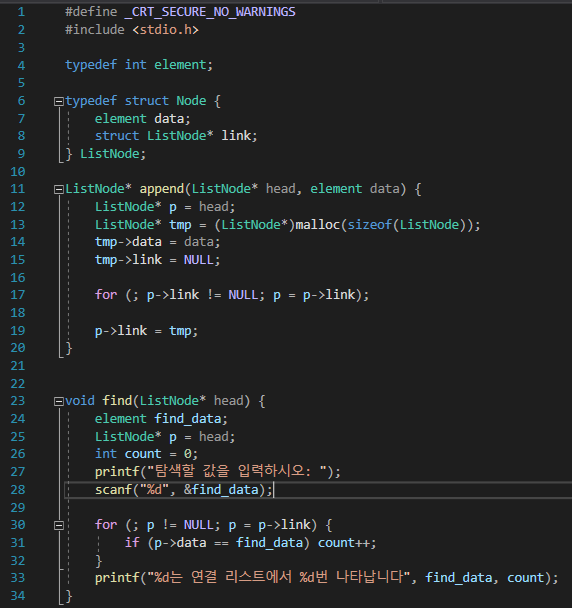 1 #define _CRT_SECURE_NO_WARNINGS
2 #include <stdio.h>
3
4 typedef int element;
5
6 typedef struct Node {
7     element data;
8     struct ListNode* link;
9 } ListNode;
10
11 ListNode* append(ListNode* head, element data) {
12     ListNode* p = head;
13     ListNode* tmp = (ListNode*)malloc(sizeof(ListNode));
14     tmp->data = data;
15     tmp->link = NULL;
16
17     for (; p->link != NULL; p = p->link);
18
19     p->link = tmp;
20 }
21
22
23 void find(ListNode* head) {
24     element find_data;
25     ListNode* p = head;
26     int count = 0;
27     printf("탐색할 값을 입력하시오: ");
28     scanf("%d", &find_data);
29
30     for (; p != NULL; p = p->link) {
31         if (p->data == find_data) count++;
32     }
33     printf("%d는 연결 리스트에서 %d번 나타납니다", find_data, count);
34 }